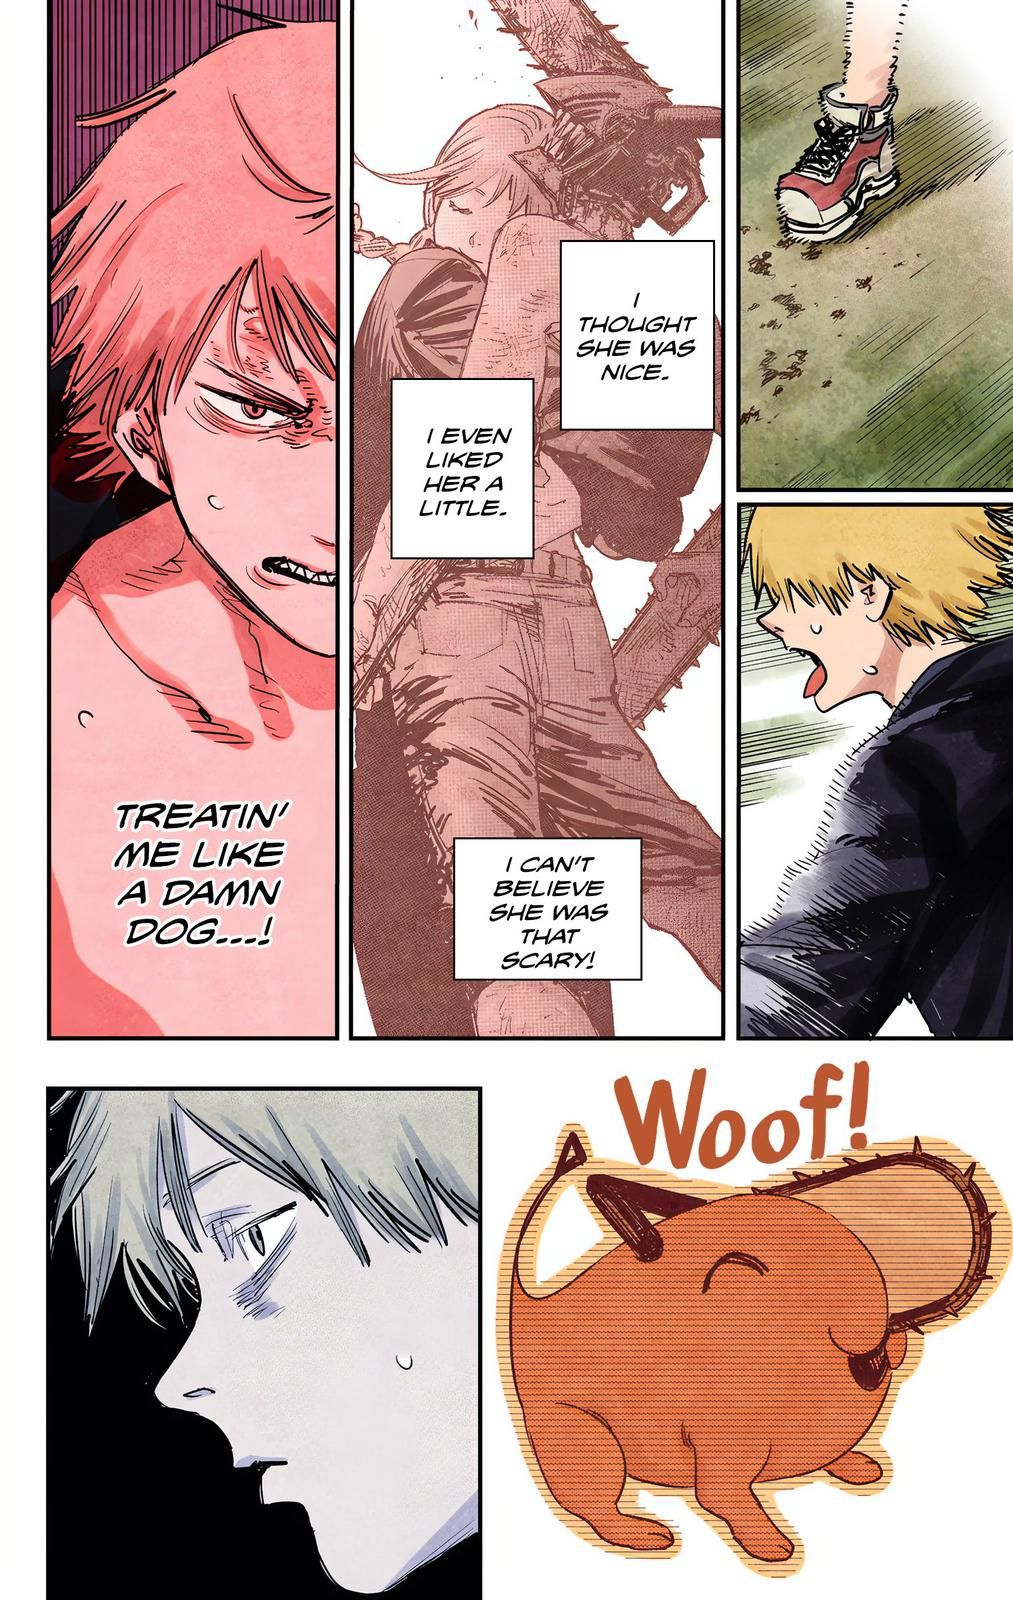 I
THOUGHT
SHE WAS
NICE.
I EVEN
LIKED
HER A
LITTLE.
I CAN'T
BELIEVE
SHE WAS
THAT
SCARY!
TREATIN'
ME LIKE
A DAMN
DOG...!
Woof!